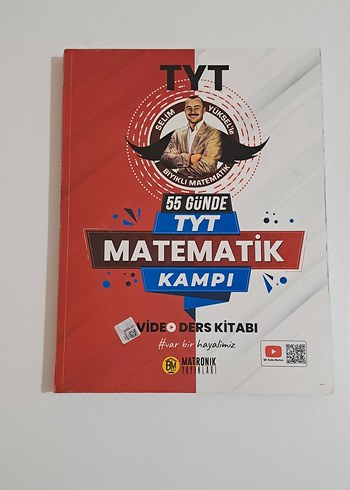 TYT
SELİM YÜKSEL'le
BIYIKLI MATEMATİK
55 GÜNDE
TYT
MATEMATİK
KAMPI
VİDEO DERS KİTABI
#var bir hayalimiz
BM MATRONİK
YAYINLARI